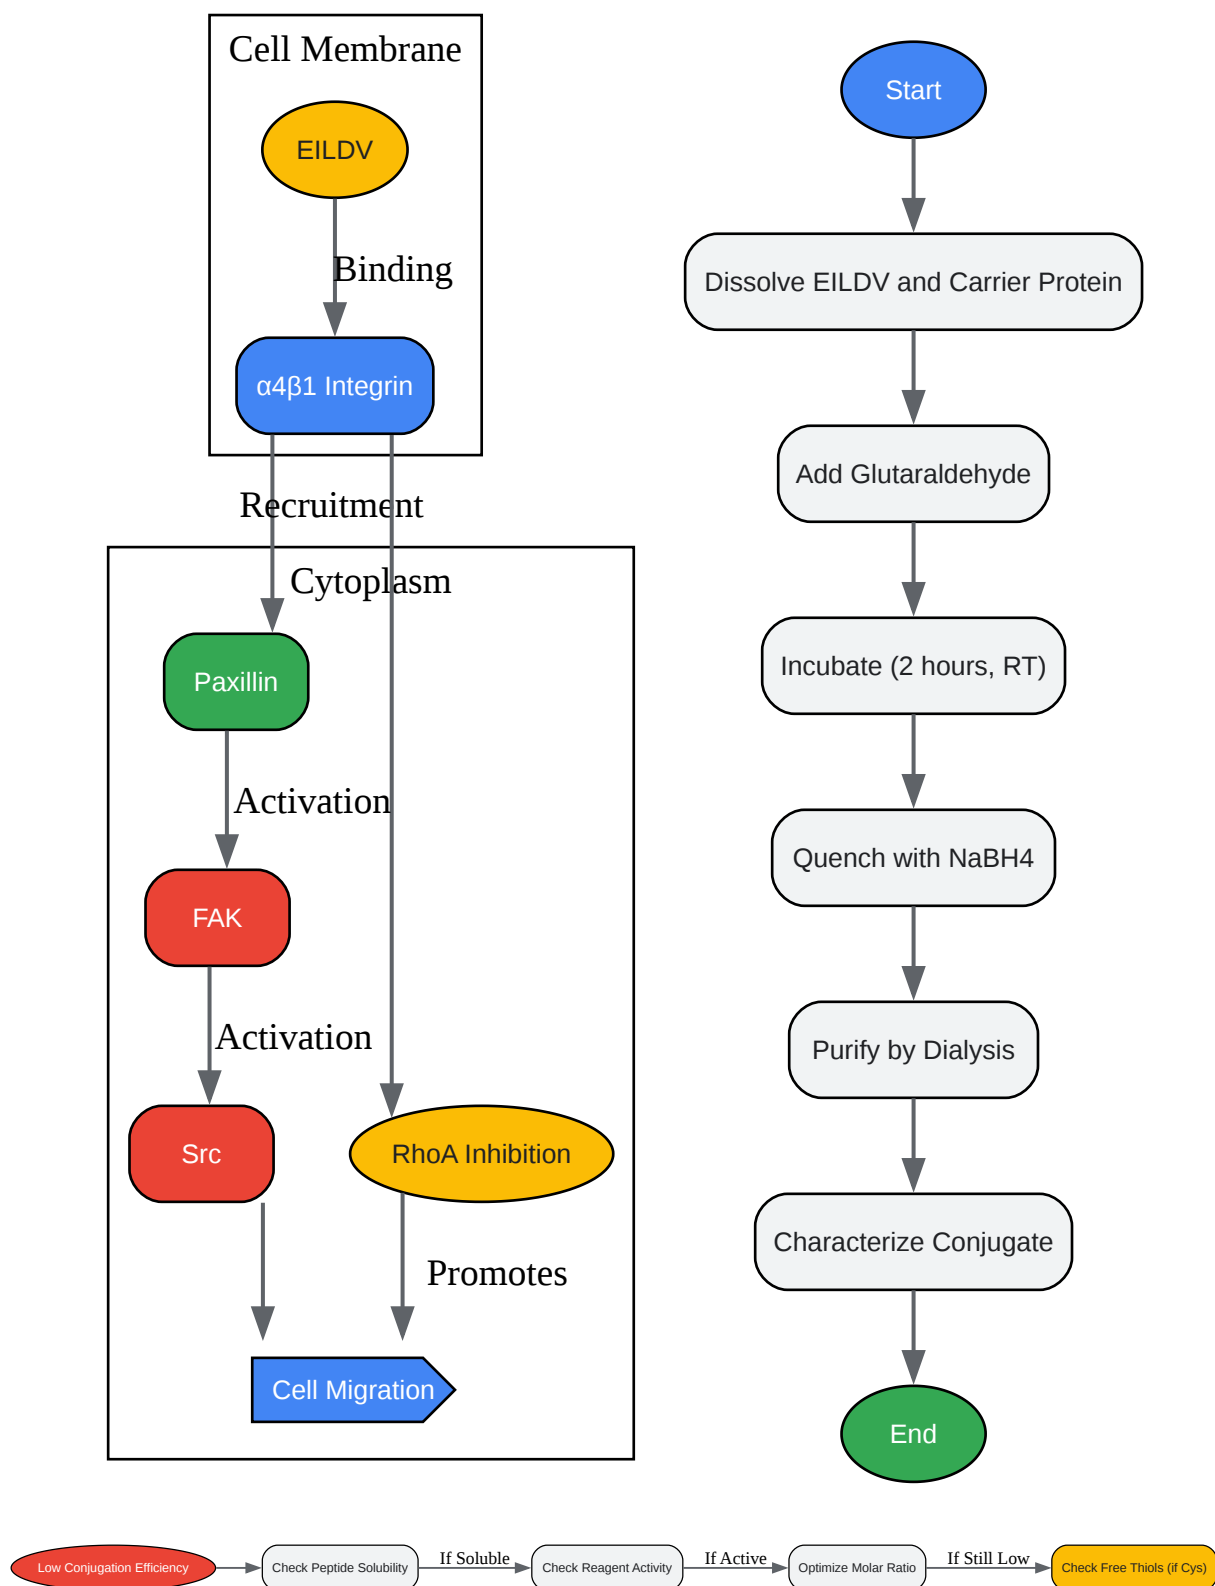 Cell Membrane
EILDV
Binding
α4β1 Integrin
Recruitment
Cytoplasm
Paxillin
Activation
FAK
Activation
Src
RhoA Inhibition
Promotes
Cell Migration
Start
Dissolve EILDV and Carrier Protein
Add Glutaraldehyde
Incubate (2 hours, RT)
Quench with NaBH4
Purify by Dialysis
Characterize Conjugate
End
Low Conjugation Efficiency
Check Peptide Solubility
If Soluble
Check Reagent Activity
If Active
Optimize Molar Ratio
If Still Low
Check Free Thiols (if Cys)